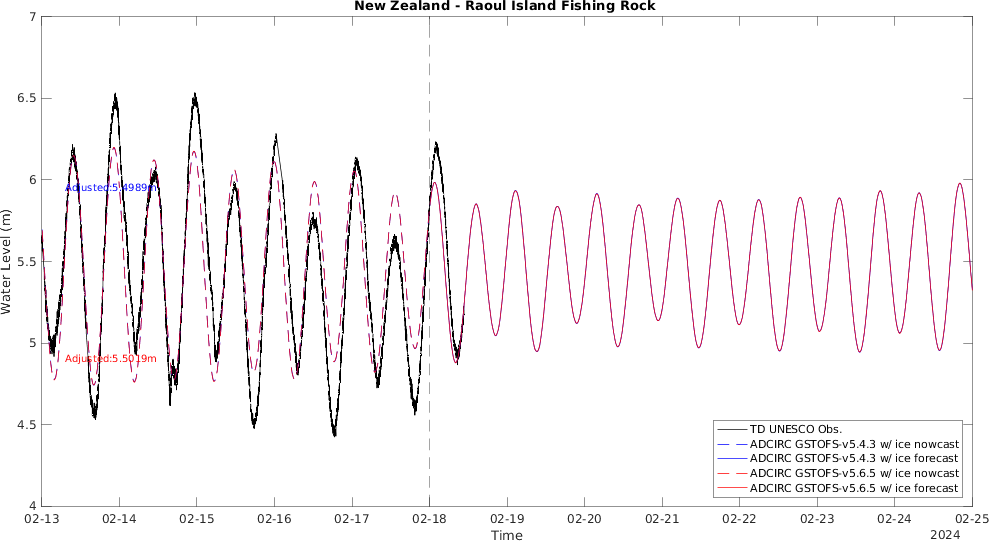 New Zealand - Raoul Island Fishing Rock
7
6.5
6
5.5
5
4.5
4
Water Level (m)
Adjusted:5.4989m
Adjusted:5.5019m
TD UNESCO Obs.
ADCIRC GSTOFS-v5.4.3 w/ ice nowcast
ADCIRC GSTOFS-v5.4.3 w/ ice forecast
ADCIRC GSTOFS-v5.6.5 w/ ice nowcast
ADCIRC GSTOFS-v5.6.5 w/ ice forecast
02-13 02-14 02-15 02-16 02-17 02-18 02-19 02-20 02-21 02-22 02-23 02-24 02-25
Time
2024